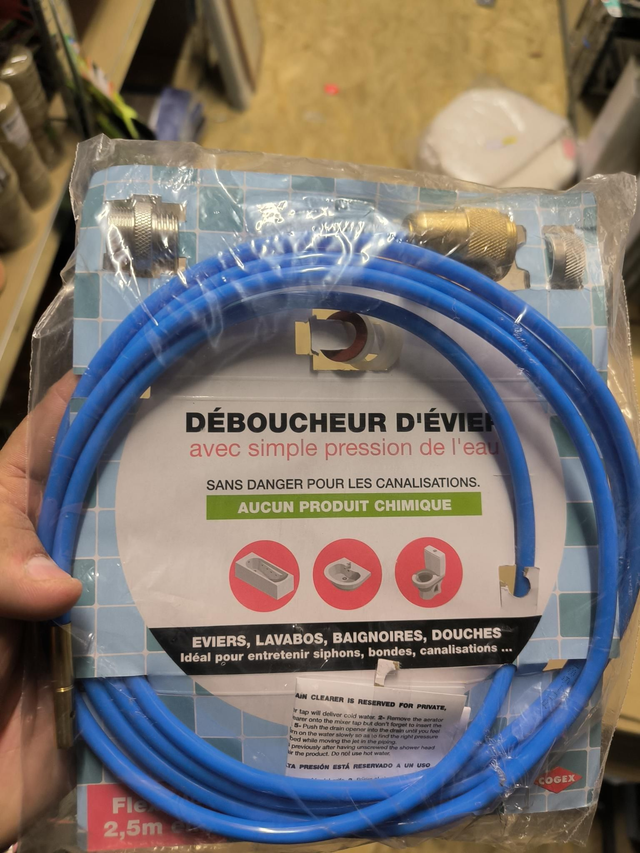 DÉBOUCHEUR D'ÉVIER
avec simple pression de l'eau
SANS DANGER POUR LES CANALISATIONS.
AUCUN PRODUIT CHIMIQUE
EVIERS, LAVABOS, BAIGNOIRES, DOUCHES
Idéal pour entretenir siphons, bondes, canalisations ...
CLEARER IS RESERVED FOR PRIVATE,
tap will deliver cold water. 2- Remove the aerator
onto the mixer tap but don't forget to insert the
5- Push the drain opener into the drain until you feel
on the water slowly so as to find the right pressure
while moving the jet in the piping.
previously after having unscrewed the shower head
the product. Do not use hot water.
ALTA PRESIÓN ESTÁ RESERVADO A UN USO
COGEX
2,5m